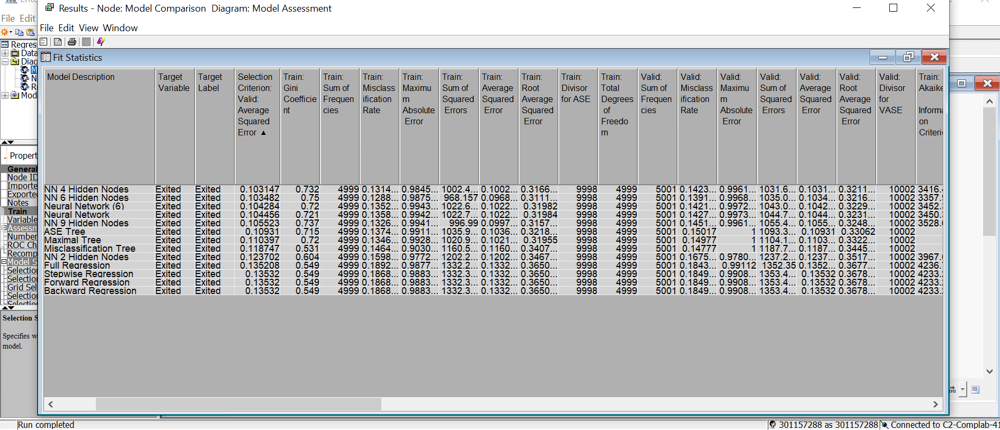 Results - Node: Model Comparison Diagram: Model Assessment
File Edit
File Edit View Window
Fit Statistics
Regres
Data
Diag
M
N
R
Mod
.. Propert
General
Node ID
Importe
Exported
Notes
Train
Variable
Assessm
Number
ROC Ch
Recomp
Model S
Selection
Selection
Grid Sel
Selection
Selection
Selection S
Specifies w
model.
Model Description | Target Variable | Target Label | Selection Criterion: Valid: Average Squared Error ▲ | Train: Gini Coefficie nt | Train: Sum of Frequen cies | Train: Misclass ification Rate | Train: Maximu m Absolute Error | Train: Sum of Squared Errors | Train: Average Squared Error | Train: Root Average Squared Error | Train: Divisor for ASE | Train: Total Degrees of Freedo m | Valid: Sum of Frequen cies | Valid: Misclass ification Rate | Valid: Maximu m Absolute Error | Valid: Sum of Squared Errors | Valid: Average Squared Error | Valid: Root Average Squared Error | Valid: Divisor for VASE | Train: Akaike Informa on Criteri
NN 4 Hidden Nodes Exited Exited 0.103147 0.732 4999 0.1314... 0.9845... 1002.4... 0.1002... 0.3166... 9998 4999 5001 0.1423... 0.9961... 1031.6... 0.1031... 0.3211... 10002 3416.
NN 6 Hidden Nodes Exited Exited 0.103482 0.75 4999 0.1288... 0.9875... 968.157 0.0968... 0.3111... 9998 4999 5001 0.1391... 0.9968... 1035.0... 0.1034... 0.3216... 10002 3357.
Neural Network (6) Exited Exited 0.104284 0.72 4999 0.1352... 0.9943... 1022.6... 0.1022... 0.31982 9998 4999 5001 0.1421... 0.9972... 1043.0... 0.1042... 0.3229... 10002 3452.
Neural Network Exited Exited 0.104456 0.721 4999 0.1358... 0.9942... 1022.7... 0.1022... 0.31984 9998 4999 5001 0.1427... 0.9973... 1044.7... 0.1044... 0.3231... 10002 3450.
NN 9 Hidden Nodes Exited Exited 0.105523 0.737 4999 0.1326... 0.9941... 996.99 0.0997... 0.3157... 9998 4999 5001 0.1451... 0.9961... 1055.4... 0.1055... 0.3248... 10002 3528.
ASE Tree Exited Exited 0.10931 0.715 4999 0.1374... 0.9911... 1035.9... 0.1036... 0.3218... 9998 4999 5001 0.15017 1 1093.3... 0.10931 0.33062 10002
Maximal Tree Exited Exited 0.110397 0.72 4999 0.1346... 0.9928... 1020.9... 0.1021... 0.31955 9998 4999 5001 0.14977 1 1104.1... 0.1103... 0.3322... 10002
Misclassification Tree Exited Exited 0.118747 0.531 4999 0.1464... 0.9030... 1160.5... 0.1160... 0.3407... 9998 4999 5001 0.14777 1 1187.7... 0.1187... 0.3445... 10002
NN 2 Hidden Nodes Exited Exited 0.123702 0.604 4999 0.1598... 0.9772... 1202.2... 0.1202... 0.3467... 9998 4999 5001 0.1675... 0.9780... 1237.2... 0.1237... 0.3517... 10002 3967.
Full Regression Exited Exited 0.135208 0.549 4999 0.1892... 0.9877... 1332.2... 0.1332... 0.3650... 9998 4999 5001 0.1843... 0.99112 1352.35 0.1352... 0.3677... 10002 4236.
Stepwise Regression Exited Exited 0.13532 0.549 4999 0.1868... 0.9883... 1332.3... 0.1332... 0.3650... 9998 4999 5001 0.1849... 0.9908... 1353.4... 0.13532 0.3678... 10002 4233.
Forward Regression Exited Exited 0.13532 0.549 4999 0.1868... 0.9883... 1332.3... 0.1332... 0.3650... 9998 4999 5001 0.1849... 0.9908... 1353.4... 0.13532 0.3678... 10002 4233.
Backward Regression Exited Exited 0.13532 0.549 4999 0.1868... 0.9883... 1332.3... 0.1332... 0.3650... 9998 4999 5001 0.1849... 0.9908... 1353.4... 0.13532 0.3678... 10002 4233.
Run completed
301157288 as 301157288 Connected to C2-Complab-41